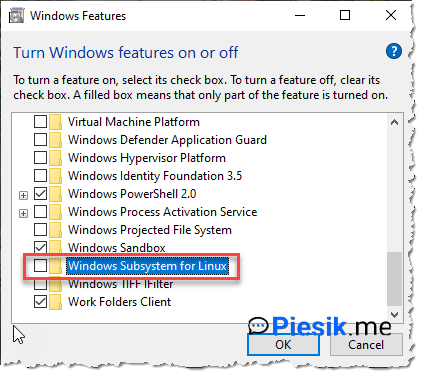 Windows Features
Turn Windows features on or off
To turn a feature on, select its check box. To turn a feature off, clear its
check box. A filled box means that only part of the feature is turned on.
Virtual Machine Platform
Windows Defender Application Guard
Windows Hypervisor Platform
Windows Identity Foundation 3.5
Windows PowerShell 2.0
Windows Process Activation Service
Windows Projected File System
Windows Sandbox
Windows Subsystem for Linux
Windows TIFF IFilter
Work Folders Client
Piesik.me
OK
Cancel